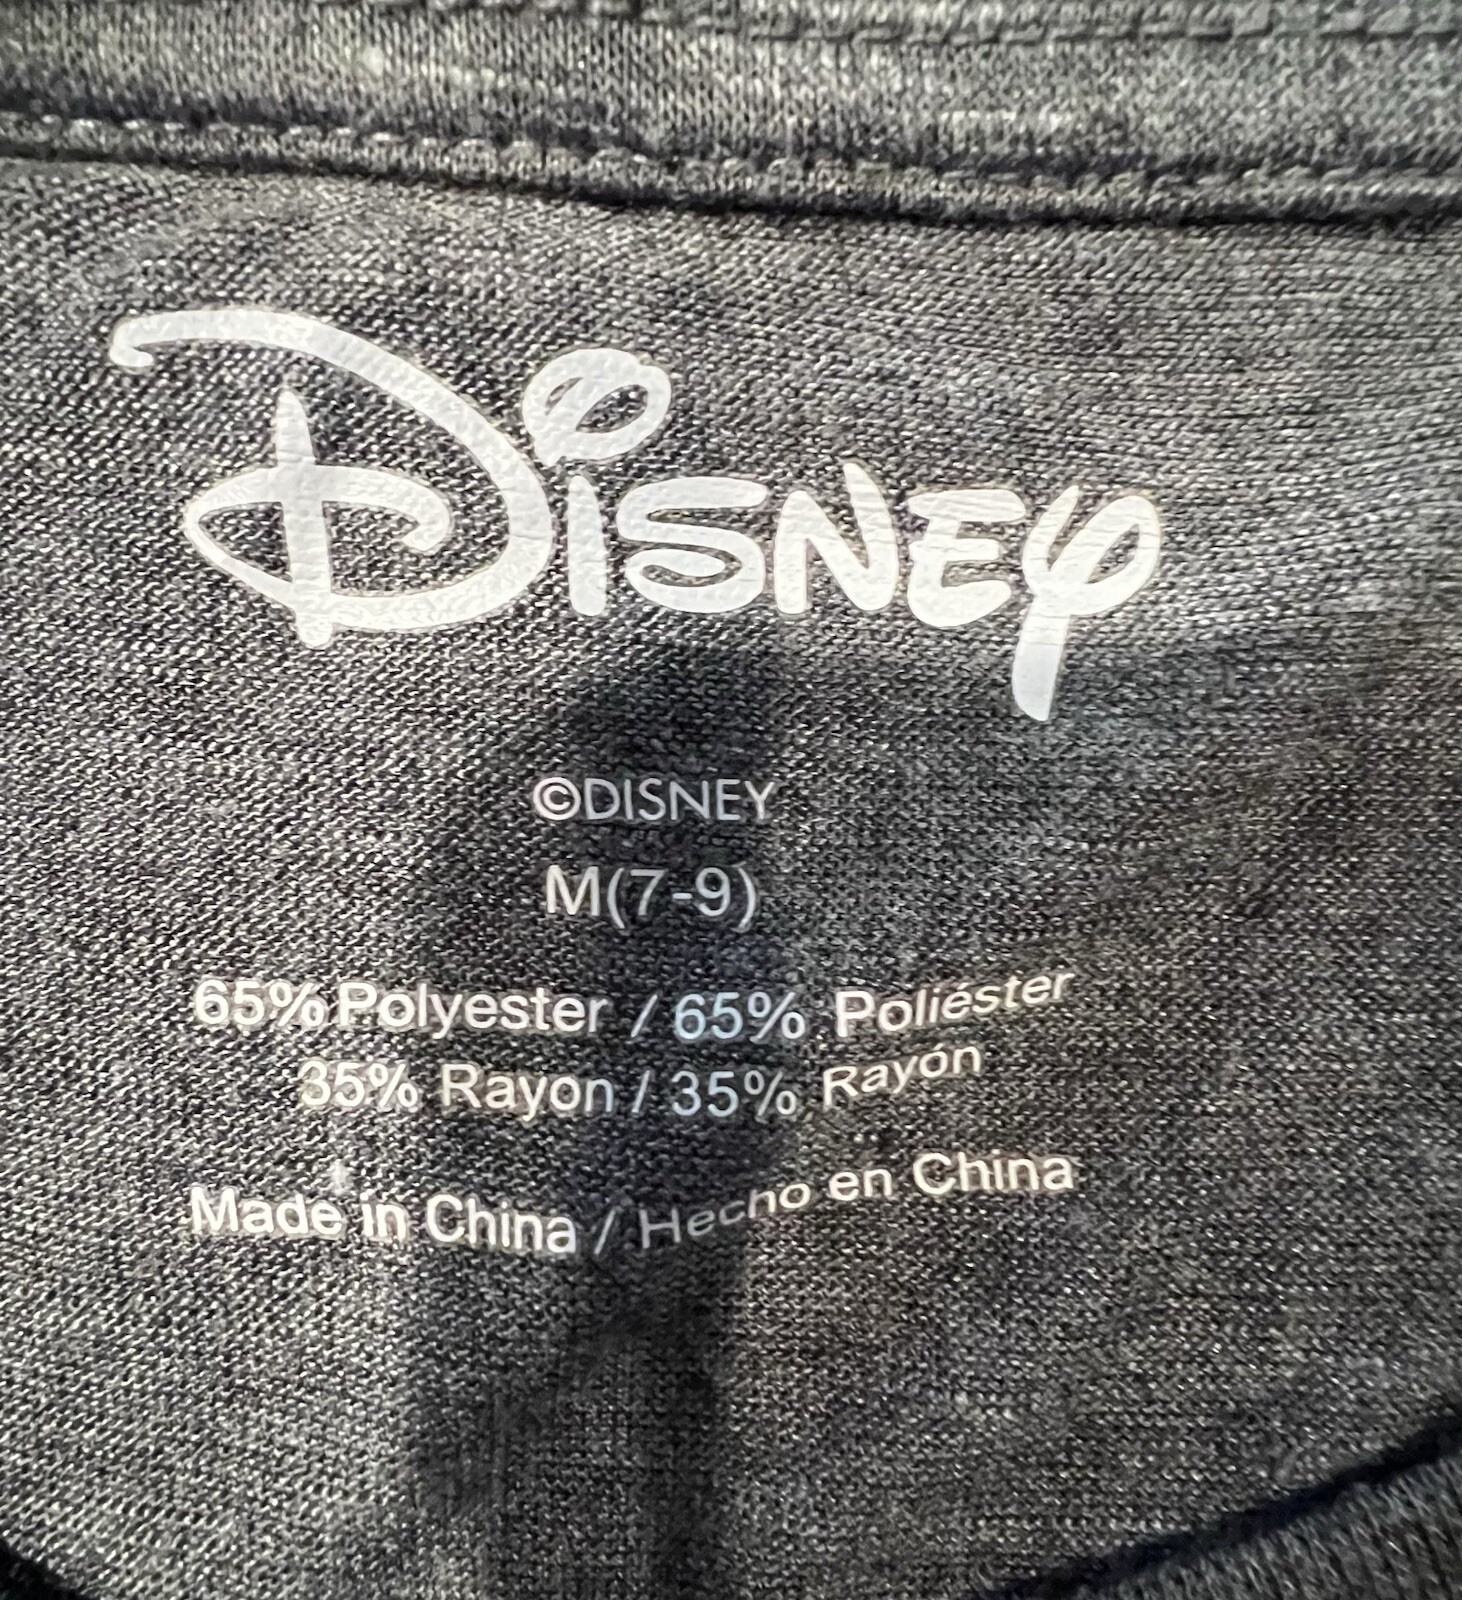 Disney
©DISNEY
M(7-9)
65% Polyester / 65% Poliéster
35% Rayon / 35% Rayón
Made in China / Hecho en China